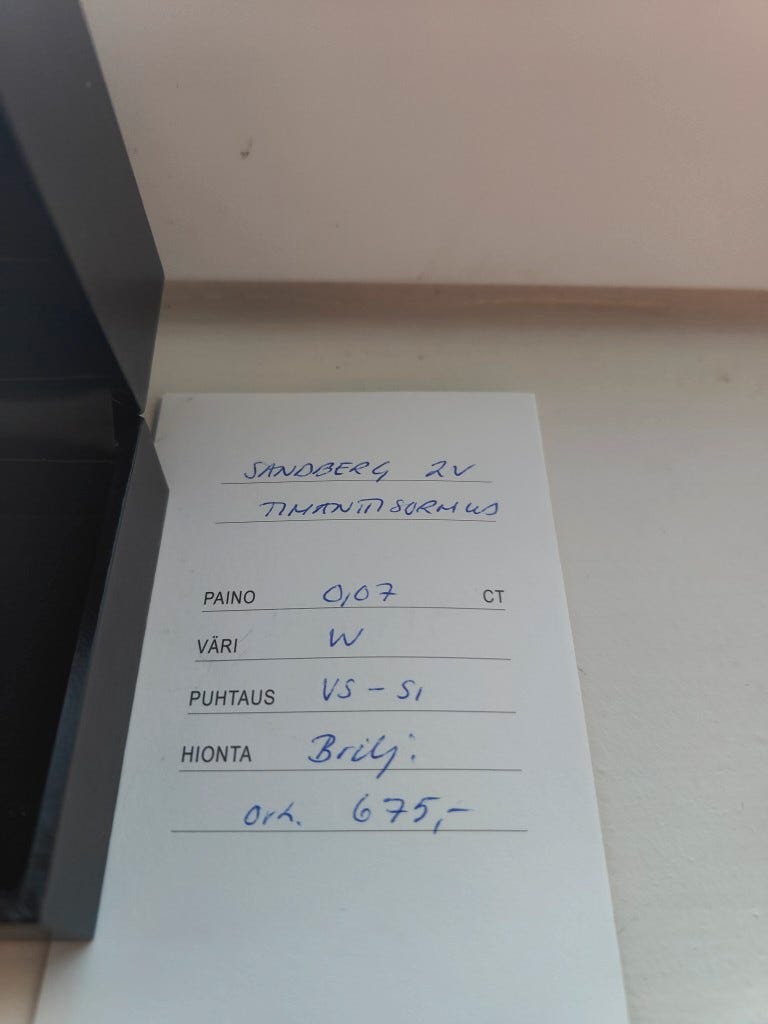 SANDBERG 2V
TIMANTTISORMUS
PAINO 0,07 CT
VÄRI W
PUHTAUS VS - SI
HIONTA Brilj.
Ovh. 675,-